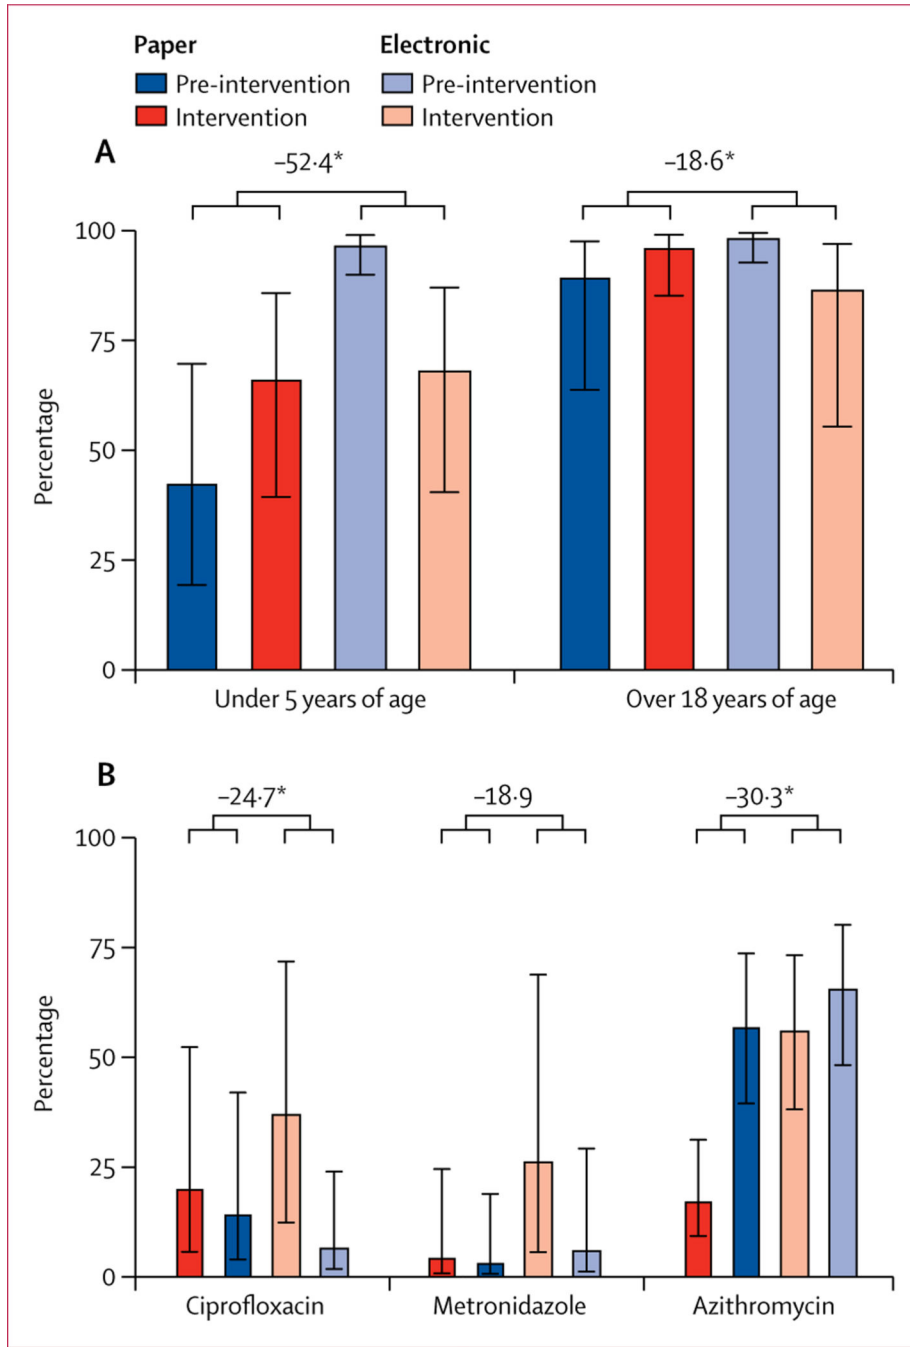 Paper Electronic
Pre-intervention Pre-intervention
Intervention Intervention
A
–52·4* –18·6*
100
75
50
25
0
Percentage
Under 5 years of age Over 18 years of age
B
–24·7* –18·9 –30·3*
100
75
50
25
0
Percentage
Ciprofloxacin Metronidazole Azithromycin